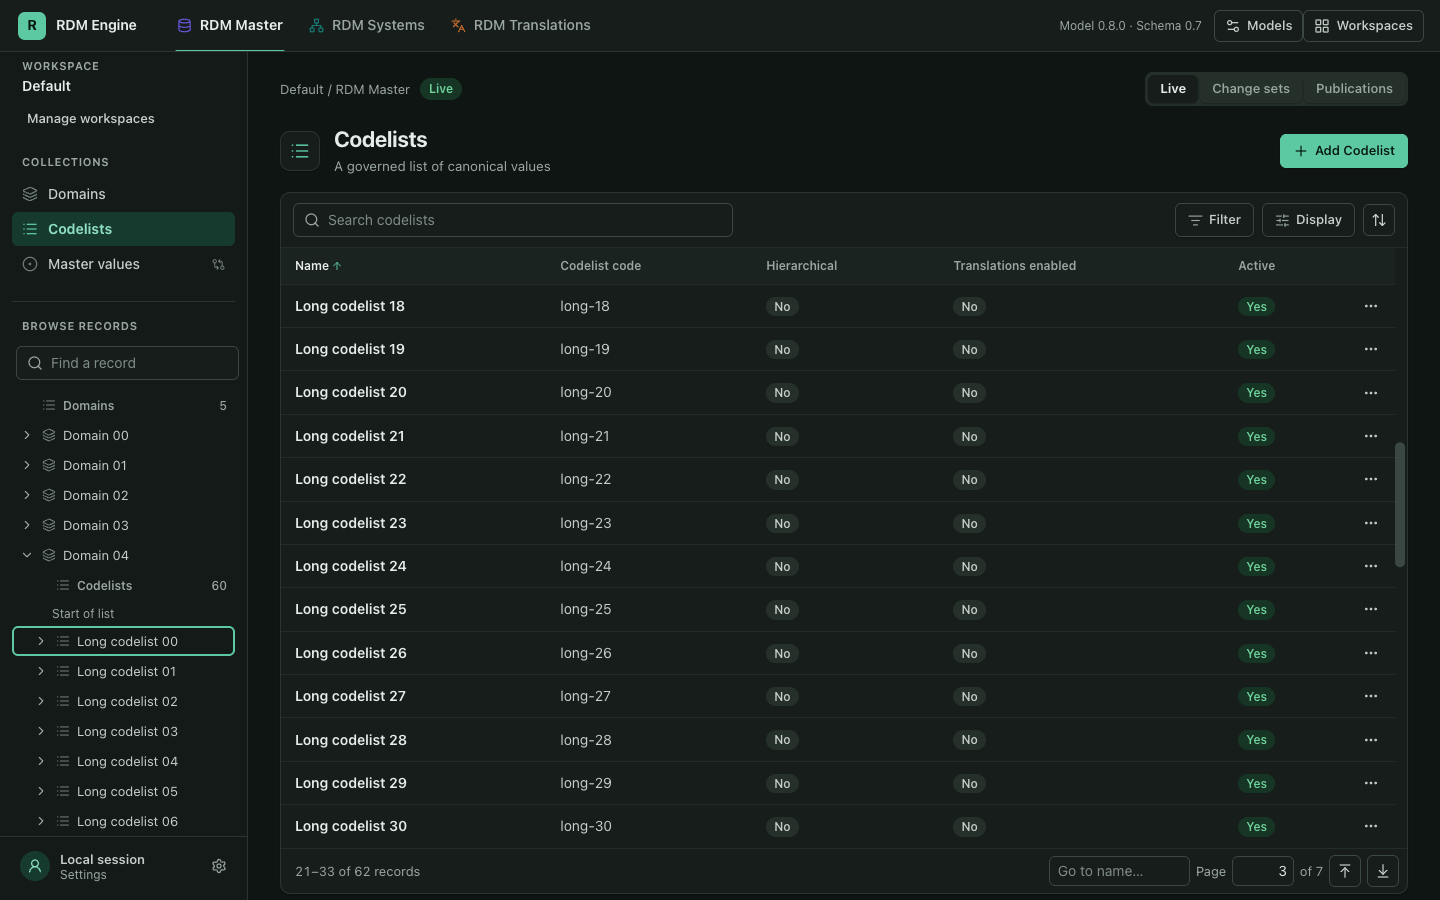 R RDM Engine
RDM Master
RDM Systems
RDM Translations
Model 0.8.0 · Schema 0.7
Models
Workspaces
WORKSPACE
Default
Manage workspaces
COLLECTIONS
Domains
Codelists
Master values
BROWSE RECORDS
Find a record
Domains 5
Domain 00
Domain 01
Domain 02
Domain 03
Domain 04
Codelists 60
Start of list
Long codelist 00
Long codelist 01
Long codelist 02
Long codelist 03
Long codelist 04
Long codelist 05
Long codelist 06
Local session
Settings
Default / RDM Master Live
Live Change sets Publications
Codelists
A governed list of canonical values
Add Codelist
Search codelists
Filter
Display
Name Codelist code Hierarchical Translations enabled Active
Long codelist 18 long-18 No No Yes
Long codelist 19 long-19 No No Yes
Long codelist 20 long-20 No No Yes
Long codelist 21 long-21 No No Yes
Long codelist 22 long-22 No No Yes
Long codelist 23 long-23 No No Yes
Long codelist 24 long-24 No No Yes
Long codelist 25 long-25 No No Yes
Long codelist 26 long-26 No No Yes
Long codelist 27 long-27 No No Yes
Long codelist 28 long-28 No No Yes
Long codelist 29 long-29 No No Yes
Long codelist 30 long-30 No No Yes
21–33 of 62 records
Go to name... Page 3 of 7